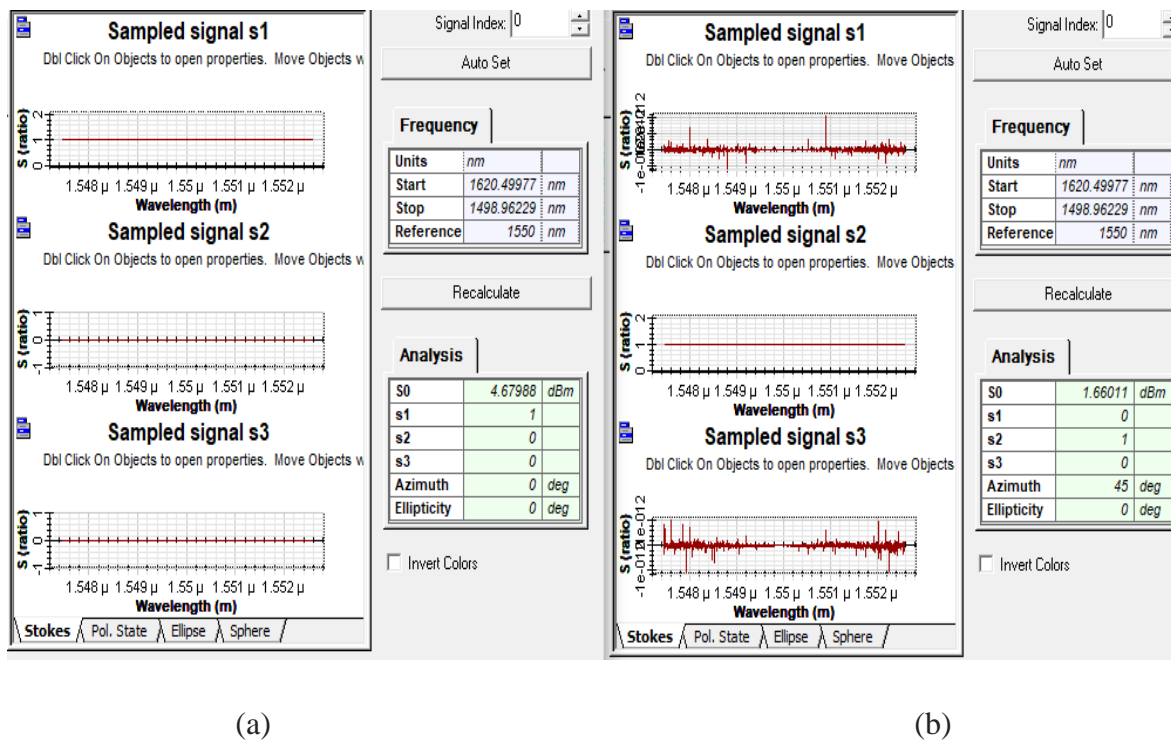 Sampled signal s1
Dbl Click On Objects to open properties. Move Objects w
S (ratio)
2
1
0
1.548 µ 1.549 µ 1.55 µ 1.551 µ 1.552 µ
Wavelength (m)
Sampled signal s2
Dbl Click On Objects to open properties. Move Objects w
S (ratio)
1
0
-1
1.548 µ 1.549 µ 1.55 µ 1.551 µ 1.552 µ
Wavelength (m)
Sampled signal s3
Dbl Click On Objects to open properties. Move Objects w
S (ratio)
1
0
-1
1.548 µ 1.549 µ 1.55 µ 1.551 µ 1.552 µ
Wavelength (m)
Stokes Pol. State Ellipse Sphere
Signal Index: 0
Auto Set
Frequency
Units nm
Start 1620.49977 nm
Stop 1498.96229 nm
Reference 1550 nm
Recalculate
Analysis
S0 4.67988 dBm
s1 1
s2 0
s3 0
Azimuth 0 deg
Ellipticity 0 deg
Invert Colors
Sampled signal s1
Dbl Click On Objects to open properties. Move Objects
S (ratio)
1.548 µ 1.549 µ 1.55 µ 1.551 µ 1.552 µ
Wavelength (m)
Sampled signal s2
Dbl Click On Objects to open properties. Move Objects
S (ratio)
2
1
0
1.548 µ 1.549 µ 1.55 µ 1.551 µ 1.552 µ
Wavelength (m)
Sampled signal s3
Dbl Click On Objects to open properties. Move Objects
S (ratio)
1.548 µ 1.549 µ 1.55 µ 1.551 µ 1.552 µ
Wavelength (m)
Stokes Pol. State Ellipse Sphere
Signal Index: 0
Auto Set
Frequency
Units nm
Start 1620.49977 nm
Stop 1498.96229 nm
Reference 1550 nm
Recalculate
Analysis
S0 1.66011 dBm
s1 0
s2 1
s3 0
Azimuth 45 deg
Ellipticity 0 deg
Invert Colors
(a)
(b)